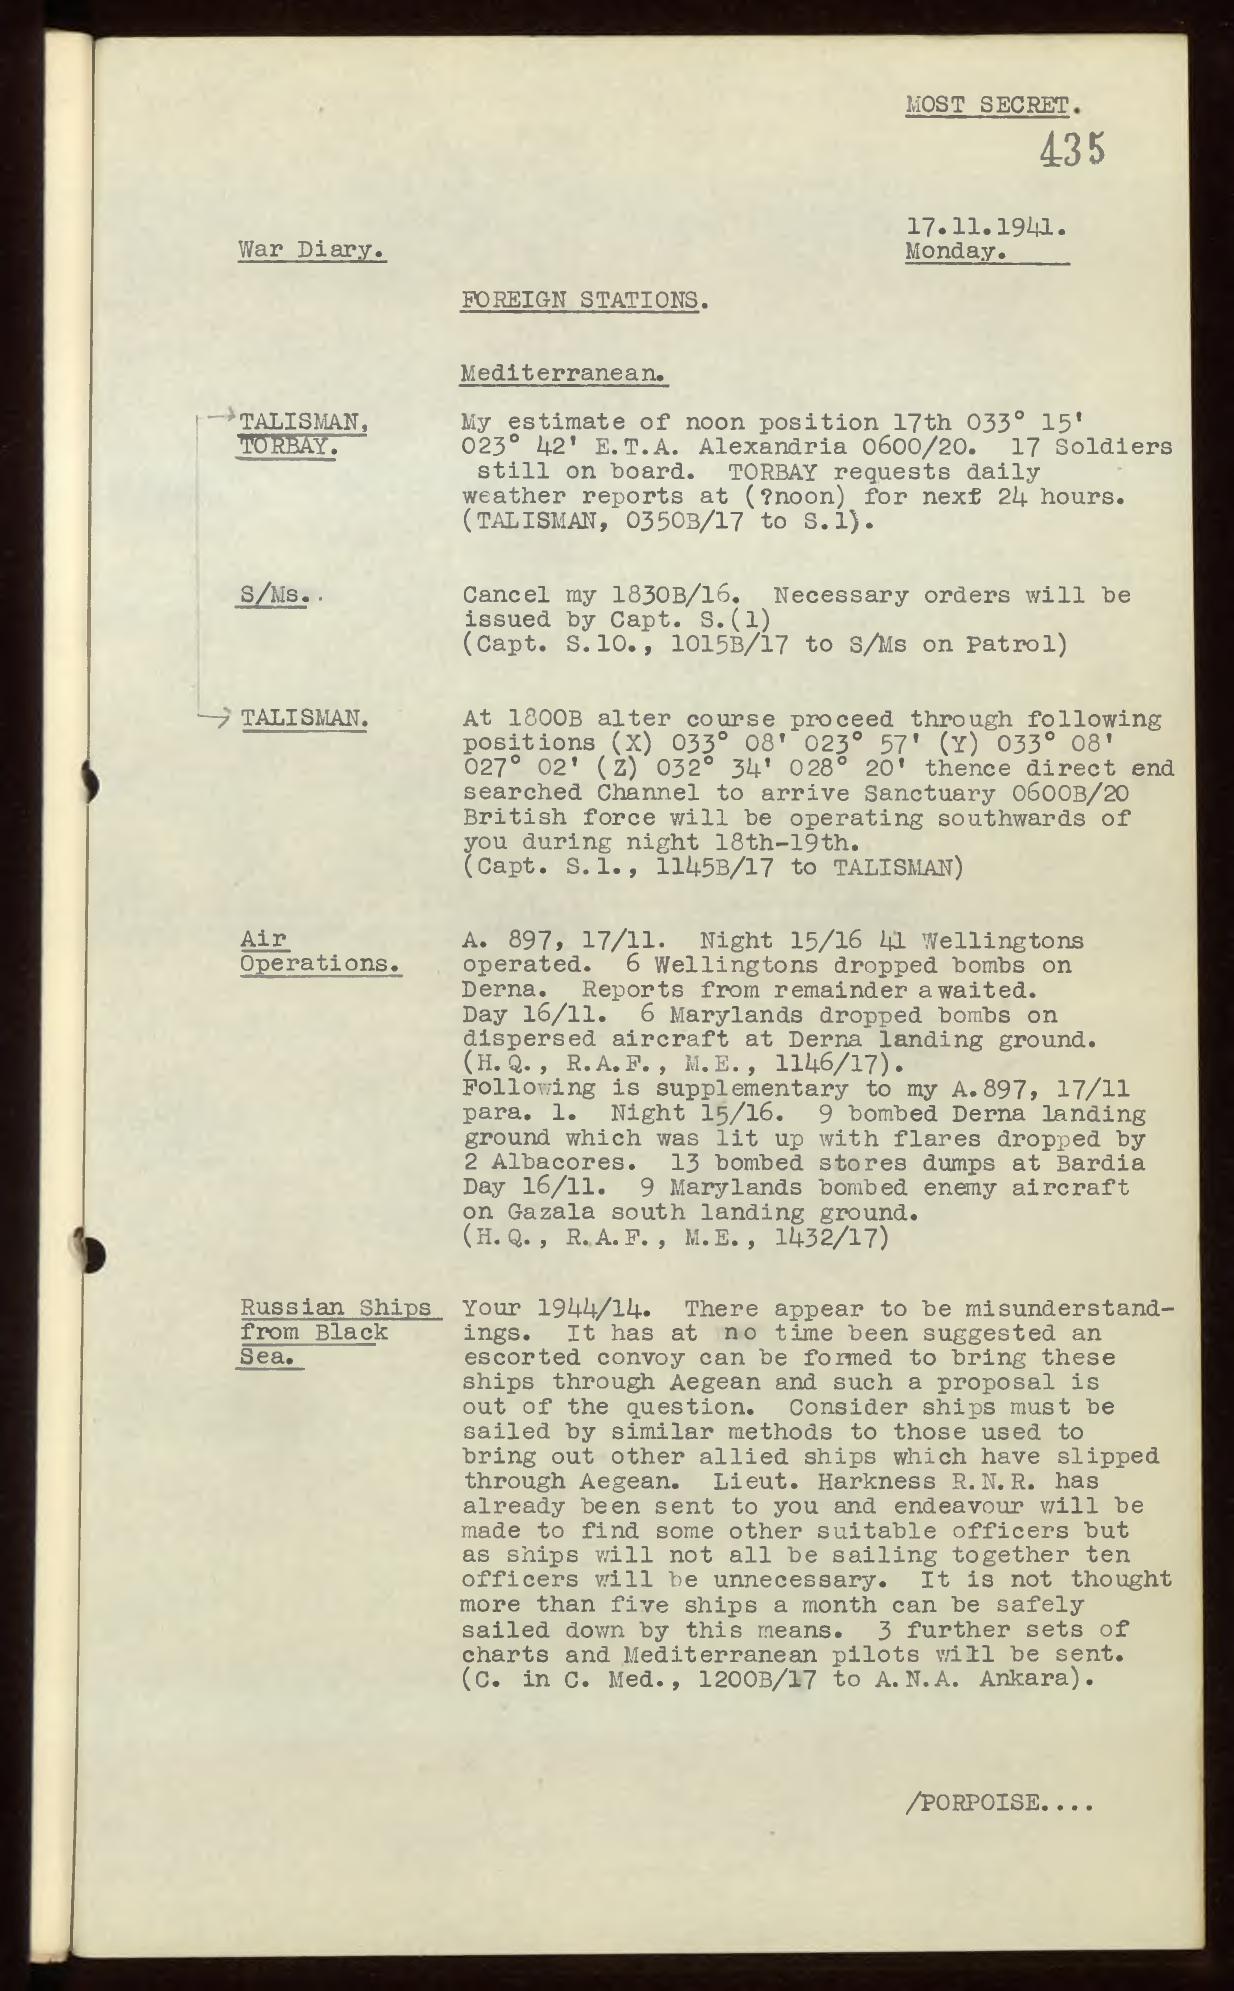 MOST SECRET.
435
17.11.1941.
War Diary.
Monday.
FOREIGN STATIONS.
Mediterranean.
TALISMAN,
TORBAY.
My estimate of noon position 17th 033° 15'
023° 42' E.T.A. Alexandria 0600/20. 17 Soldiers
still on board. TORBAY requests daily
weather reports at (?noon) for next 24 hours.
(TALISMAN, 0350B/17 to S.1).
S/Ms.
Cancel my 1830B/16. Necessary orders will be
issued by Capt. S.(1)
(Capt. S.10., 1015B/17 to S/Ms on Patrol)
TALISMAN.
At 1800B alter course proceed through following
positions (X) 033° 08' 023° 57' (Y) 033° 08'
027° 02' (Z) 032° 34' 028° 20' thence direct end
searched Channel to arrive Sanctuary 0600B/20
British force will be operating southwards of
you during night 18th-19th.
(Capt. S.1., 1145B/17 to TALISMAN)
Air
Operations.
A. 897, 17/11. Night 15/16 41 Wellingtons
operated. 6 Wellingtons dropped bombs on
Derna. Reports from remainder awaited.
Day 16/11. 6 Marylands dropped bombs on
dispersed aircraft at Derna landing ground.
(H.Q., R.A.F., M.E., 1146/17).
Following is supplementary to my A.897, 17/11
para. 1. Night 15/16. 9 bombed Derna landing
ground which was lit up with flares dropped by
2 Albacores. 13 bombed stores dumps at Bardia
Day 16/11. 9 Marylands bombed enemy aircraft
on Gazala south landing ground.
(H.Q., R.A.F., M.E., 1432/17)
Russian Ships
from Black
Sea.
Your 1944/14. There appear to be misunderstand-
ings. It has at no time been suggested an
escorted convoy can be formed to bring these
ships through Aegean and such a proposal is
out of the question. Consider ships must be
sailed by similar methods to those used to
bring out other allied ships which have slipped
through Aegean. Lieut. Harkness R.N.R. has
already been sent to you and endeavour will be
made to find some other suitable officers but
as ships will not all be sailing together ten
officers will be unnecessary. It is not thought
more than five ships a month can be safely
sailed down by this means. 3 further sets of
charts and Mediterranean pilots will be sent.
(C. in C. Med., 1200B/17 to A.N.A. Ankara).
/PORPOISE....